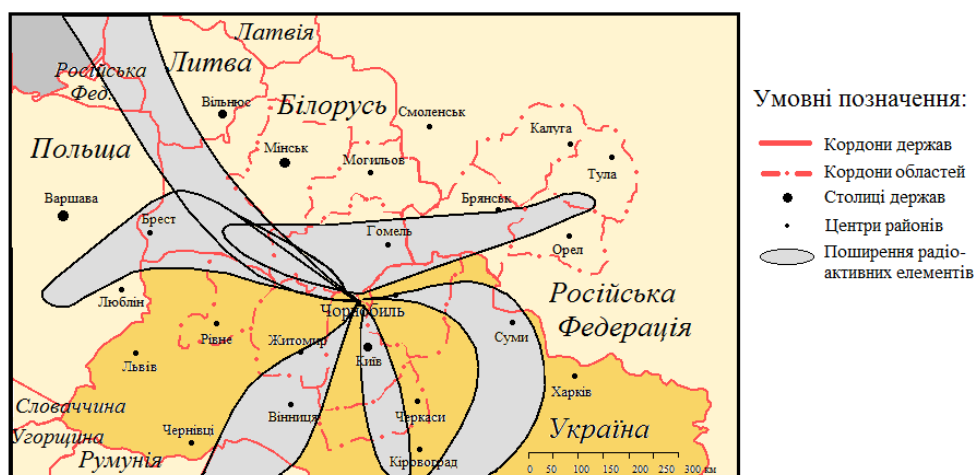 Латвія
Литва
Російська
Фед.
Вільнюс
Білорусь
Смоленськ
Калуга
Польща
Мінськ
Могильов
Тула
Варшава
Брянськ
Брест
Гомель
Орел
Люблін
Чорнобиль
Російська
Федерація
Рівне
Житомир
Київ
Суми
Львів
Харків
Словаччина
Угорщина
Вінниця
Черкаси
Чернівці
Україна
Румунія
Кіровоград
0 50 100 150 200 250 300 км
Умовні позначення:
Кордони держав
Кордони областей
Столиці держав
Центри районів
Поширення радіо-
активних елементів